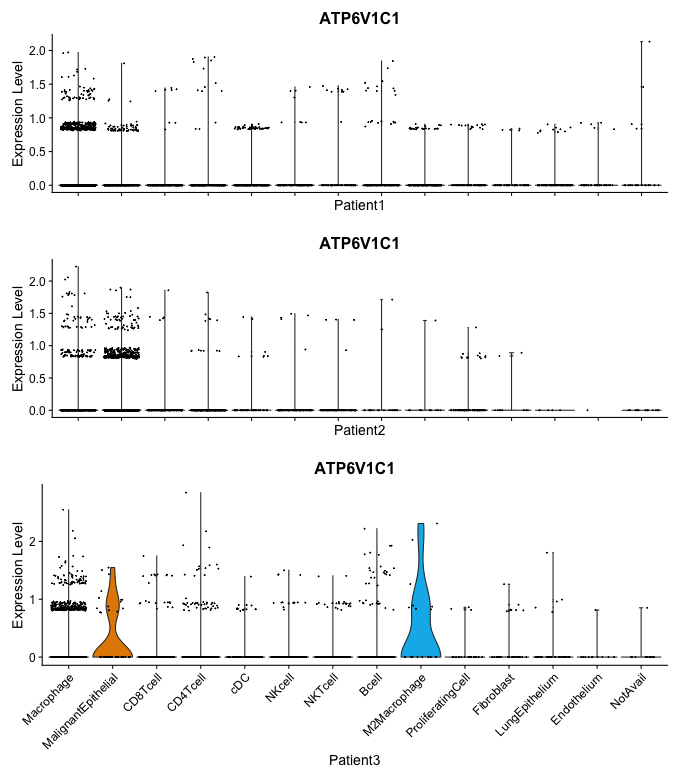 ATP6V1C1
Expression Level
2.0
1.5
1.0
0.5
0.0
Patient1
ATP6V1C1
Expression Level
2.0
1.5
1.0
0.5
0.0
Patient2
ATP6V1C1
Expression Level
2
1
0
Macrophage
MalignantEpithelial
CD8Tcell
CD4Tcell
cDC
NKcell
NKTcell
Bcell
M2Macrophage
ProliferatingCell
Fibroblast
LungEpithelium
Endothelium
NotAvail
Patient3